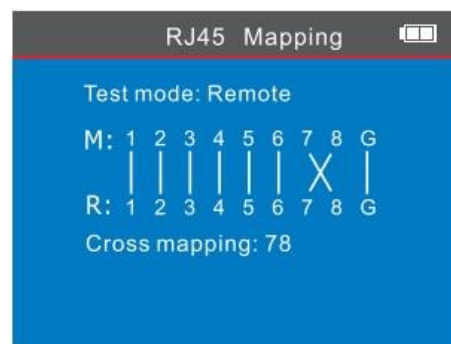 RJ45 Mapping
Test mode: Remote
M: 1 2 3 4 5 6 7 8 G
R: 1 2 3 4 5 6 7 8 G
Cross mapping: 78